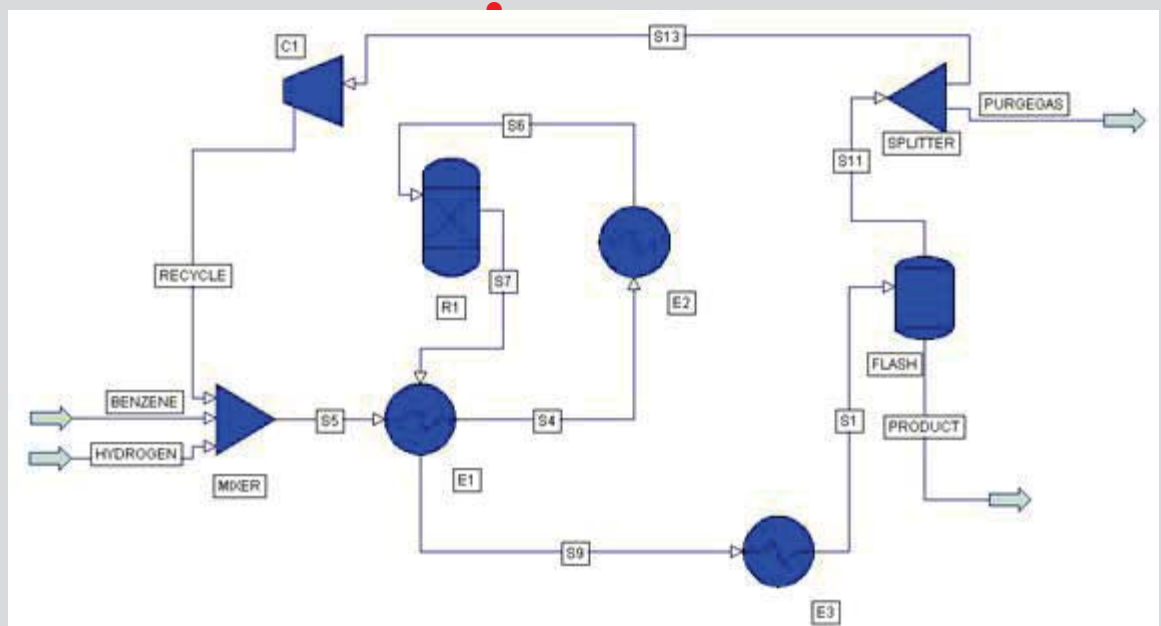 S13
C1
PURGEGAS
S6
SPLITTER
S11
RECYCLE
S7
R1
E2
FLASH
BENZENE
S5
S4
S1
PRODUCT
HYDROGEN
MIXER
E1
S9
E3